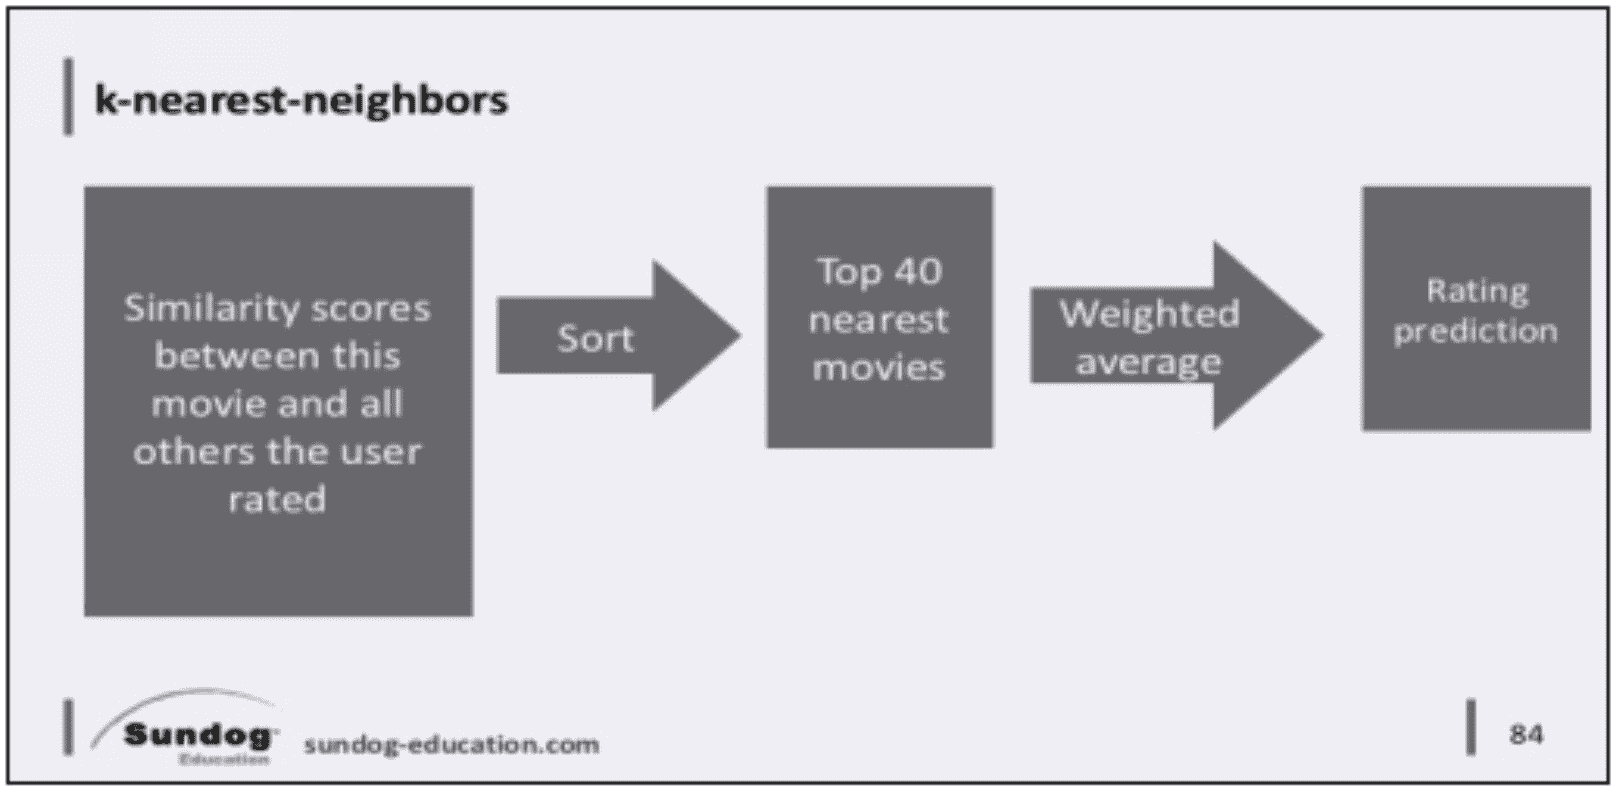 k-nearest-neighbors
Similarity scores
between this
movie and all
others the user
rated
Sort
Top 40
nearest
movies
Weighted
average
Rating
prediction
Sundog
Education
sundog-education.com
84